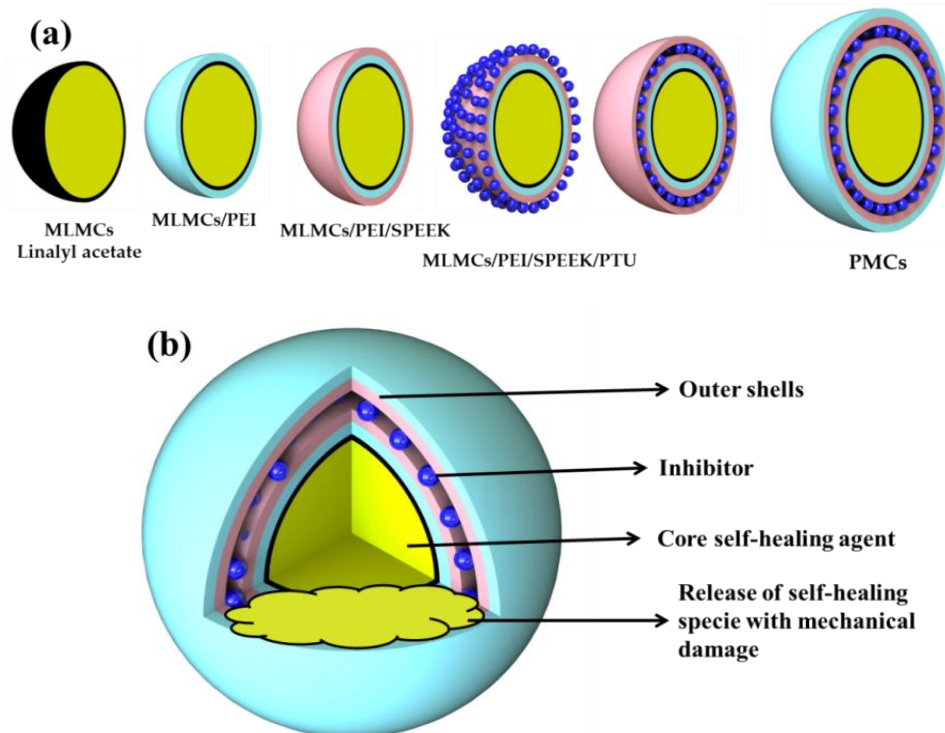 (a)
MLMCs
Linalyl acetate
MLMCs/PEI
MLMCs/PEI/SPEEK
MLMCs/PEI/SPEEK/PTU
PMCs
(b)
Outer shells
Inhibitor
Core self-healing agent
Release of self-healing
specie with mechanical
damage